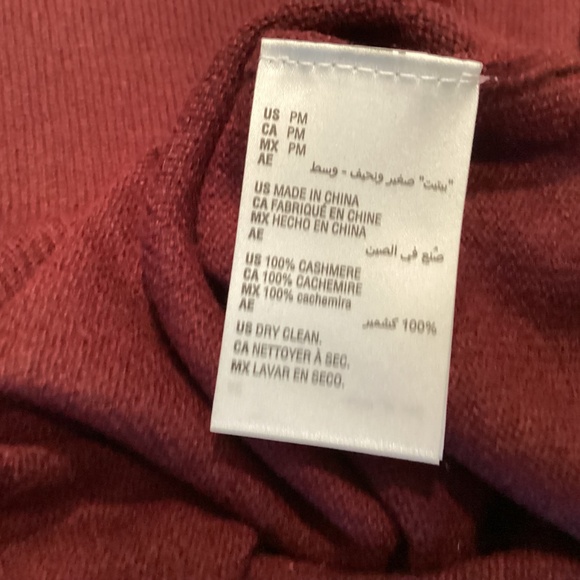 US PM
CA PM
MX PM
AE
"بيتيت" صغير ونحيف - وسط
US MADE IN CHINA
CA FABRIQUÉ EN CHINE
MX HECHO EN CHINA
AE
صُنع في الصين
US 100% CASHMERE
CA 100% CACHEMIRE
MX 100% cachemira
AE
100% كشمير
US DRY CLEAN.
CA NETTOYER À SEC.
MX LAVAR EN SECO.